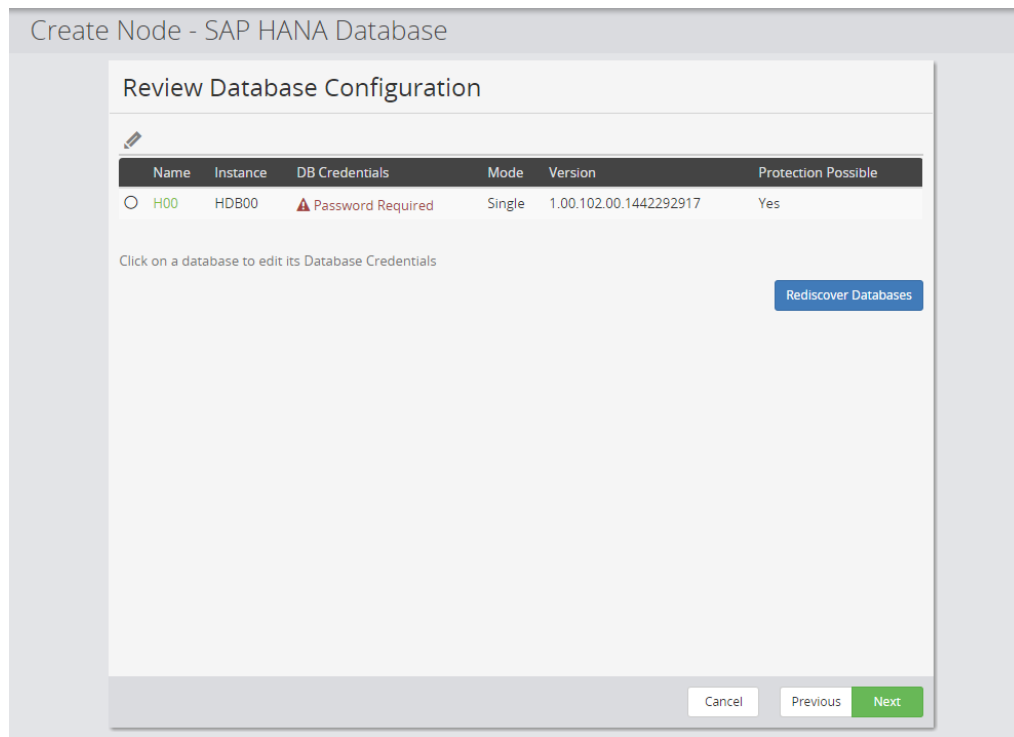 Create Node - SAP HANA Database
Review Database Configuration
Name Instance DB Credentials Mode Version Protection Possible
H00 HDB00 Password Required Single 1.00.102.00.1442292917 Yes
Click on a database to edit its Database Credentials
Rediscover Databases
Cancel Previous Next